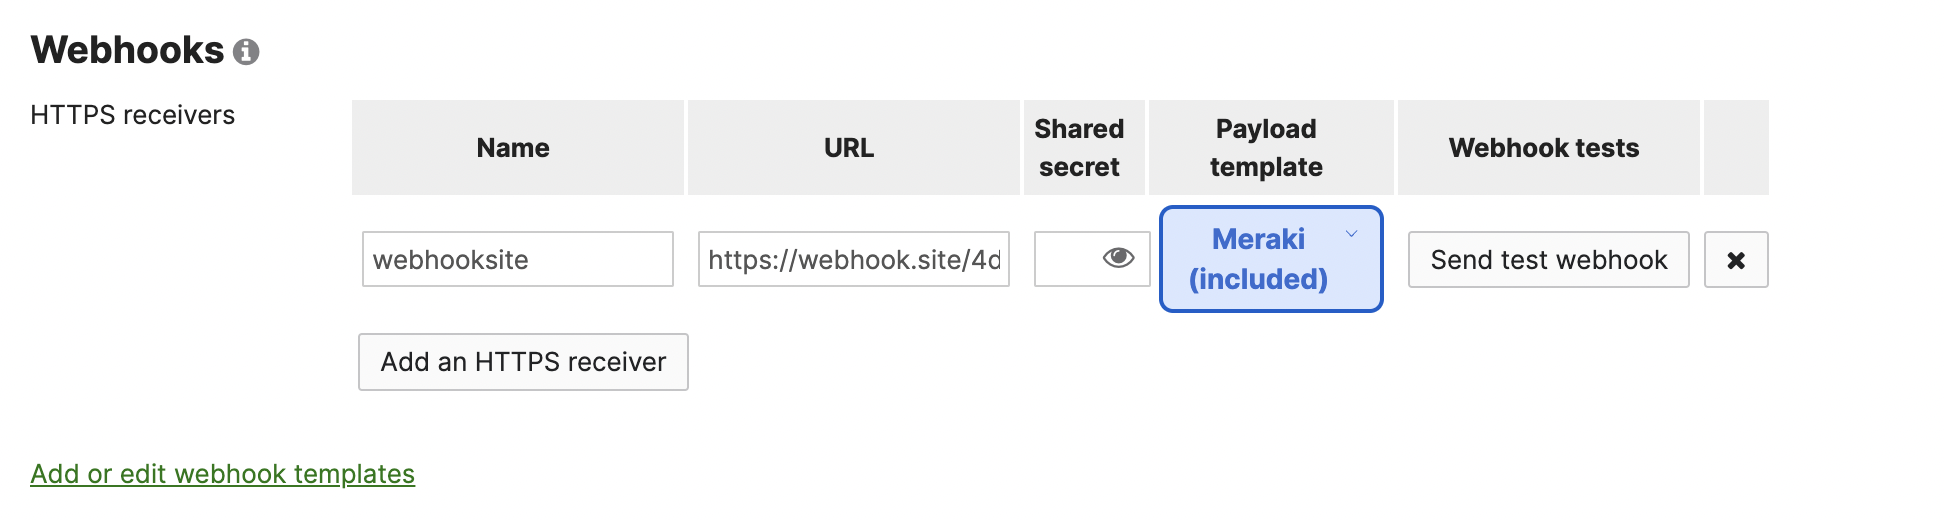 Webhooks
HTTPS receivers
Name
URL
Shared
secret
Payload
template
Webhook tests
webhooksite
https://webhook.site/4d
Meraki
(included)
Send test webhook
Add an HTTPS receiver
Add or edit webhook templates